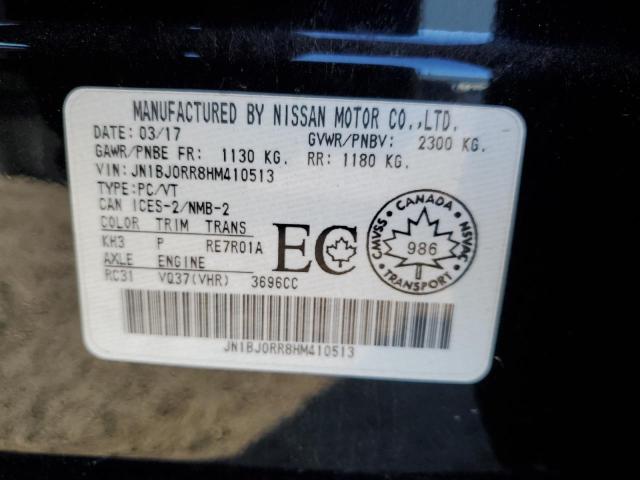 MANUFACTURED BY NISSAN MOTOR CO.,LTD.
DATE: 03/17 GVWR/PNBV: 2300 KG.
GAWR/PNBE FR: 1130 KG. RR: 1180 KG.
VIN: JN1BJ0RR8HM410513
TYPE:PC/VT
CAN ICES-2/NMB-2
COLOR TRIM TRANS
KH3 P RE7R01A
AXLE ENGINE
RC31 VQ37(VHR) 3696CC
EC
CANADA
CMVSS 986 NSVAC
TRANSPORT
JN1BJ0RR8HM410513